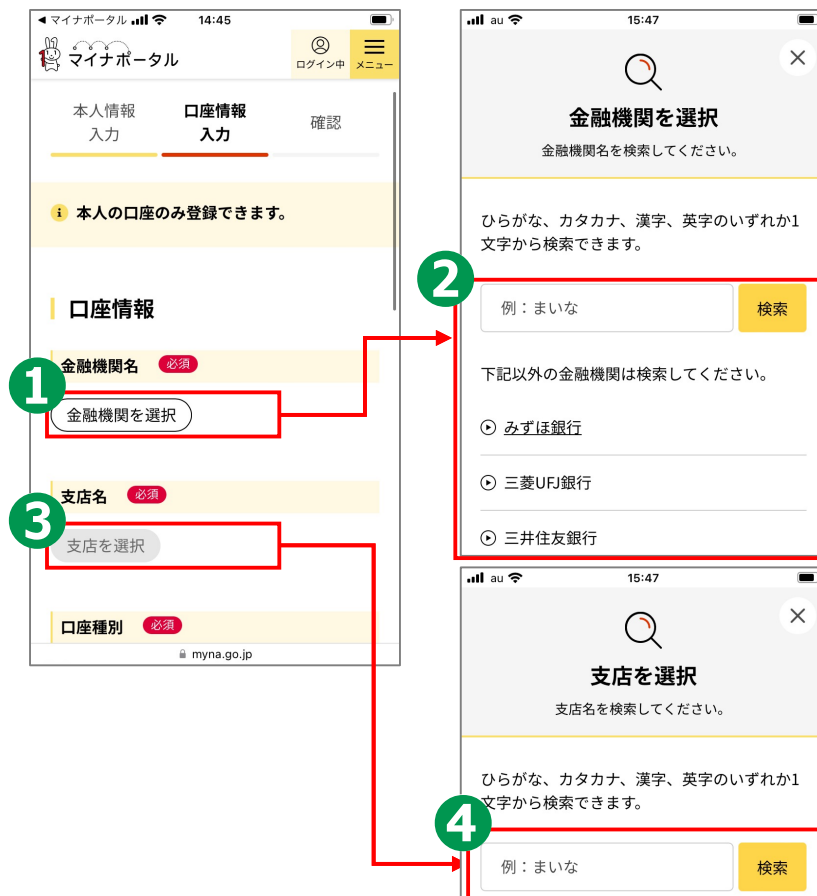 マイナポータル 14:45
マイナポータル
ログイン中 メニュー
本人情報
入力
口座情報
入力
確認
本人の口座のみ登録できます。
口座情報
1
金融機関名 必須
金融機関を選択
3
支店名 必須
支店を選択
口座種別 必須
myna.go.jp
au 15:47
金融機関を選択
金融機関名を検索してください。
ひらがな、カタカナ、漢字、英字のいずれか1
文字から検索できます。
2
例：まいな 検索
下記以外の金融機関は検索してください。
みずほ銀行
三菱UFJ銀行
三井住友銀行
au 15:47
支店を選択
支店名を検索してください。
ひらがな、カタカナ、漢字、英字のいずれか1
文字から検索できます。
4
例：まいな 検索